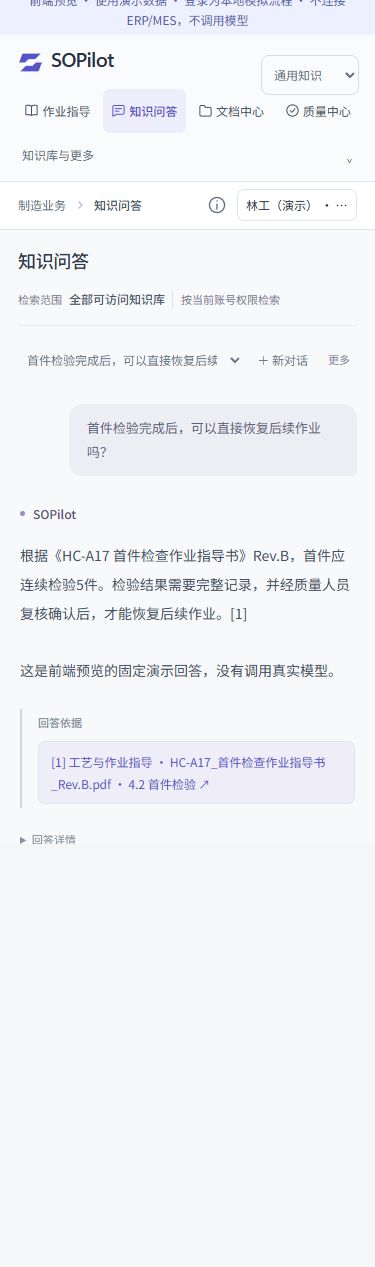 前端预览 · 使用演示数据 · 登录为本地模拟流程 · 不连接
ERP/MES，不调用模型
SOPilot
通用知识
作业指导
知识问答
文档中心
质量中心
知识库与更多
制造业务
知识问答
林工（演示） · ···
知识问答
检索范围 全部可访问知识库 按当前账号权限检索
首件检验完成后，可以直接恢复后续
新对话
更多
首件检验完成后，可以直接恢复后续作业
吗？
SOPilot
根据《HC-A17 首件检查作业指导书》Rev.B，首件应
连续检验5件。检验结果需要完整记录，并经质量人员
复核确认后，才能恢复后续作业。[1]
这是前端预览的固定演示回答，没有调用真实模型。
回答依据
[1] 工艺与作业指导 · HC-A17_首件检查作业指导书
_Rev.B.pdf · 4.2 首件检验 ↗
回答详情